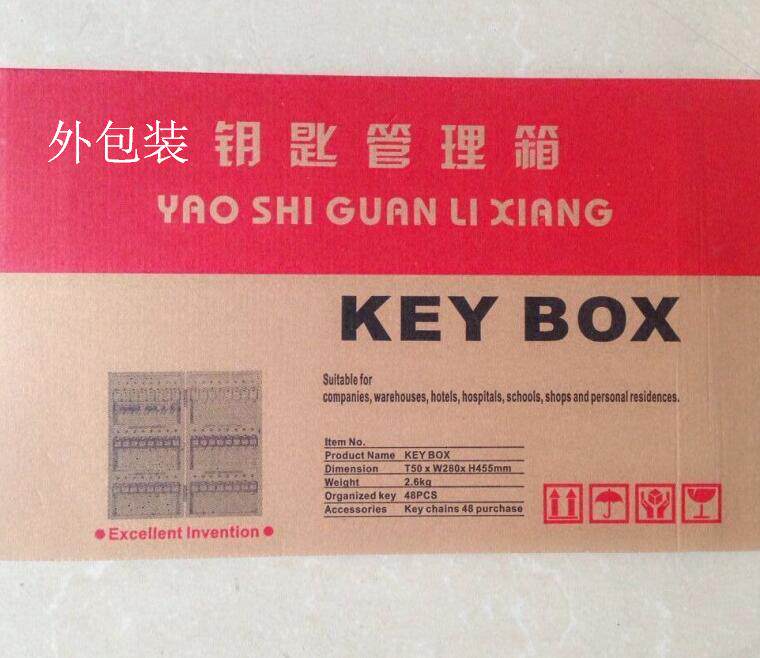 外包装 钥匙管理箱
YAO SHI GUAN LI XIANG
KEY BOX
Suitable for
companies, warehouses, hotels, hospitals, schools, shops and personal residences.
Item No.
Product Name KEY BOX
Dimension T50 x W280x H455mm
Weight 2.6kg
Organized key 48PCS
Accessories Key chains 48 purchase
Excellent Invention